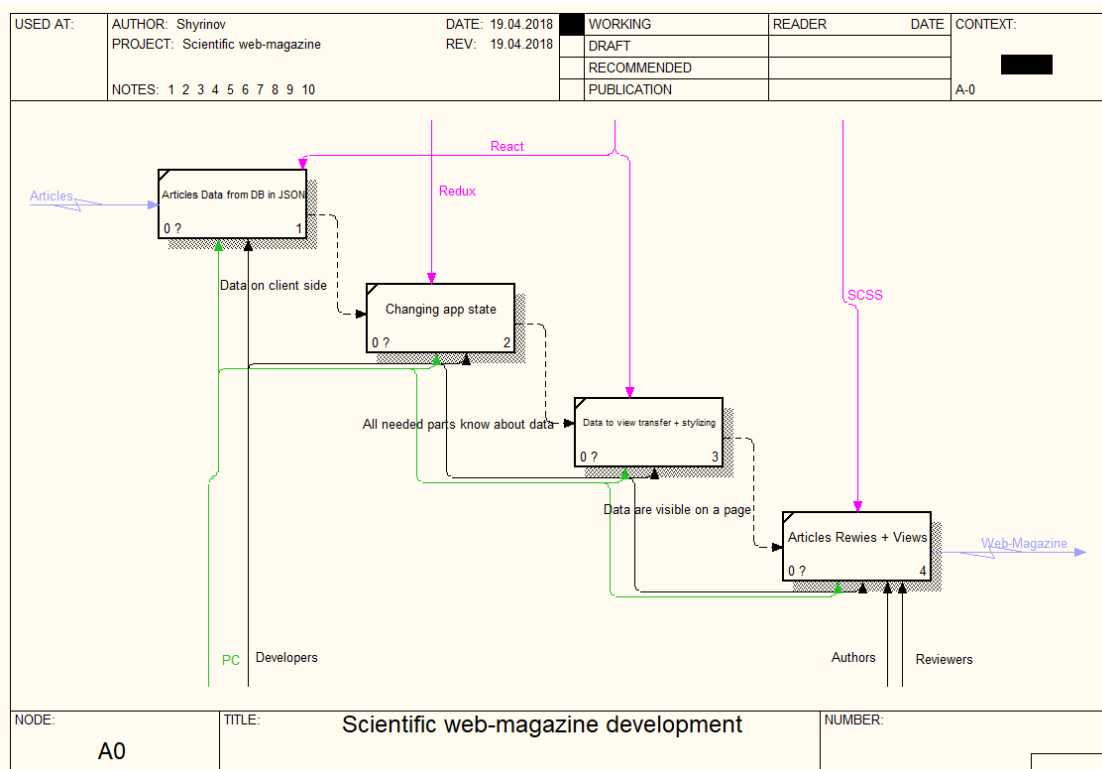 USED AT:
AUTHOR: Shyrinov
DATE: 19.04.2018
PROJECT: Scientific web-magazine
REV: 19.04.2018
NOTES: 1 2 3 4 5 6 7 8 9 10
WORKING
DRAFT
RECOMMENDED
PUBLICATION
READER
DATE
CONTEXT:
A-0
React
Redux
SCSS
Articles
Articles Data from DB in JSON
0 ?
1
Data on client side
Changing app state
0 ?
2
All needed parts know about data
Data to view transfer + stylizing
0 ?
3
Data are visible on a page
Articles Rewies + Views
0 ?
4
Web-Magazine
PC
Developers
Authors
Reviewers
NODE:
A0
TITLE:
Scientific web-magazine development
NUMBER: